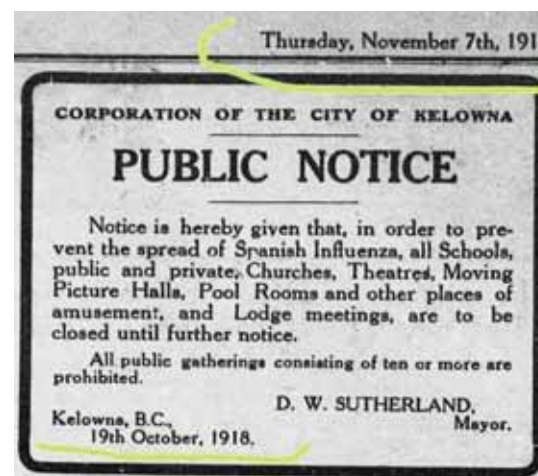 Thursday, November 7th, 191
CORPORATION OF THE CITY OF KELOWNA
PUBLIC NOTICE
Notice is hereby given that, in order to pre-
vent the spread of Spanish Influenza, all Schools,
public and private, Churches, Theatres, Moving
Picture Halls, Pool Rooms and other places of
amusement, and Lodge meetings, are to be
closed until further notice.
All public gatherings consisting of ten or more are
prohibited.
D. W. SUTHERLAND,
Mayor.
Kelowna, B.C.,
19th October, 1918.